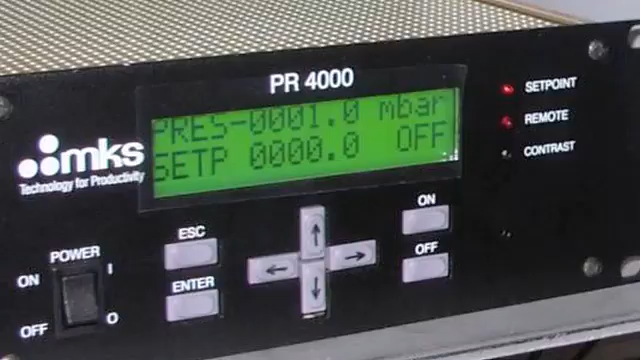 PR 4000
PRES-0001.0 mbar
SETP 0000.0 OFF
SETPOINT
REMOTE
CONTRAST
mks
Technology for Productivity
POWER
ON I
OFF O
ESC
ENTER
ON
OFF